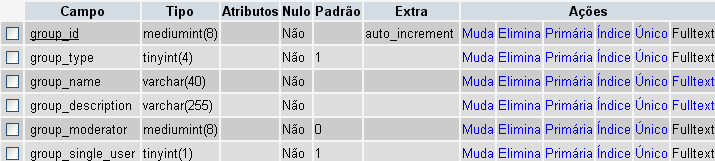 Campo Tipo Atributos Nulo Padrão Extra Ações
group_id mediumint(8) Não auto_increment Muda Elimina Primária Índice Único Fulltext
group_type tinyint(4) Não 1 Muda Elimina Primária Índice Único Fulltext
group_name varchar(40) Não Muda Elimina Primária Índice Único Fulltext
group_description varchar(255) Não Muda Elimina Primária Índice Único Fulltext
group_moderator mediumint(8) Não 0 Muda Elimina Primária Índice Único Fulltext
group_single_user tinyint(1) Não 1 Muda Elimina Primária Índice Único Fulltext